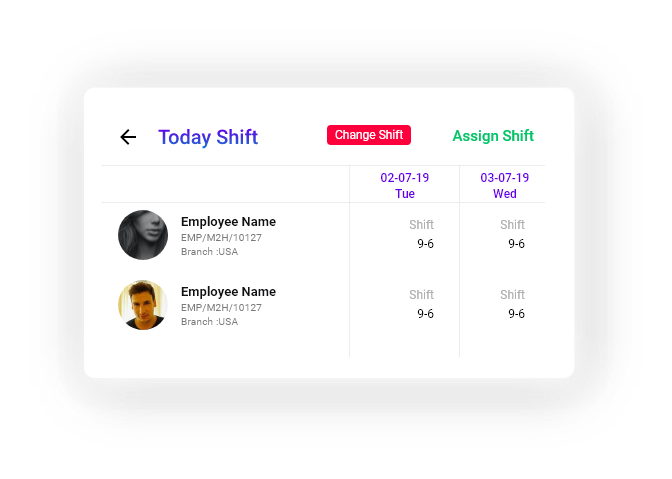 Today Shift
Change Shift
Assign Shift
02-07-19
Tue
03-07-19
Wed
Employee Name
EMP/M2H/10127
Branch :USA
Shift
9-6
Shift
9-6
Employee Name
EMP/M2H/10127
Branch :USA
Shift
9-6
Shift
9-6